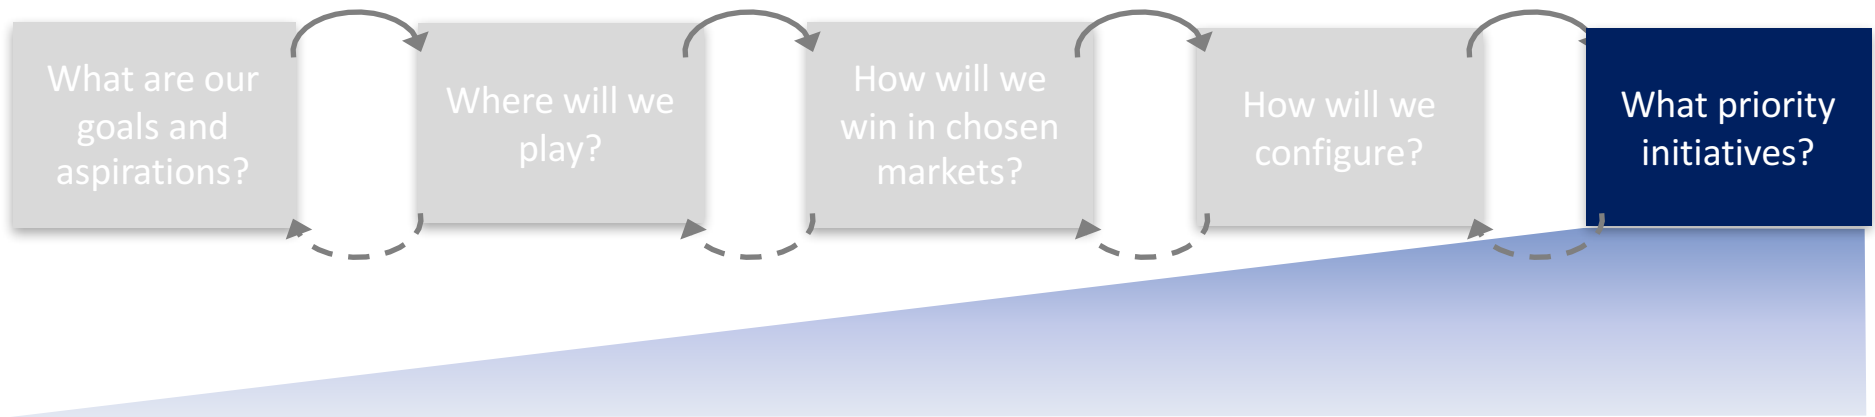 What are our
goals and
aspirations?
Where will we
play?
How will we
win in chosen
markets?
How will we
configure?
What priority
initiatives?